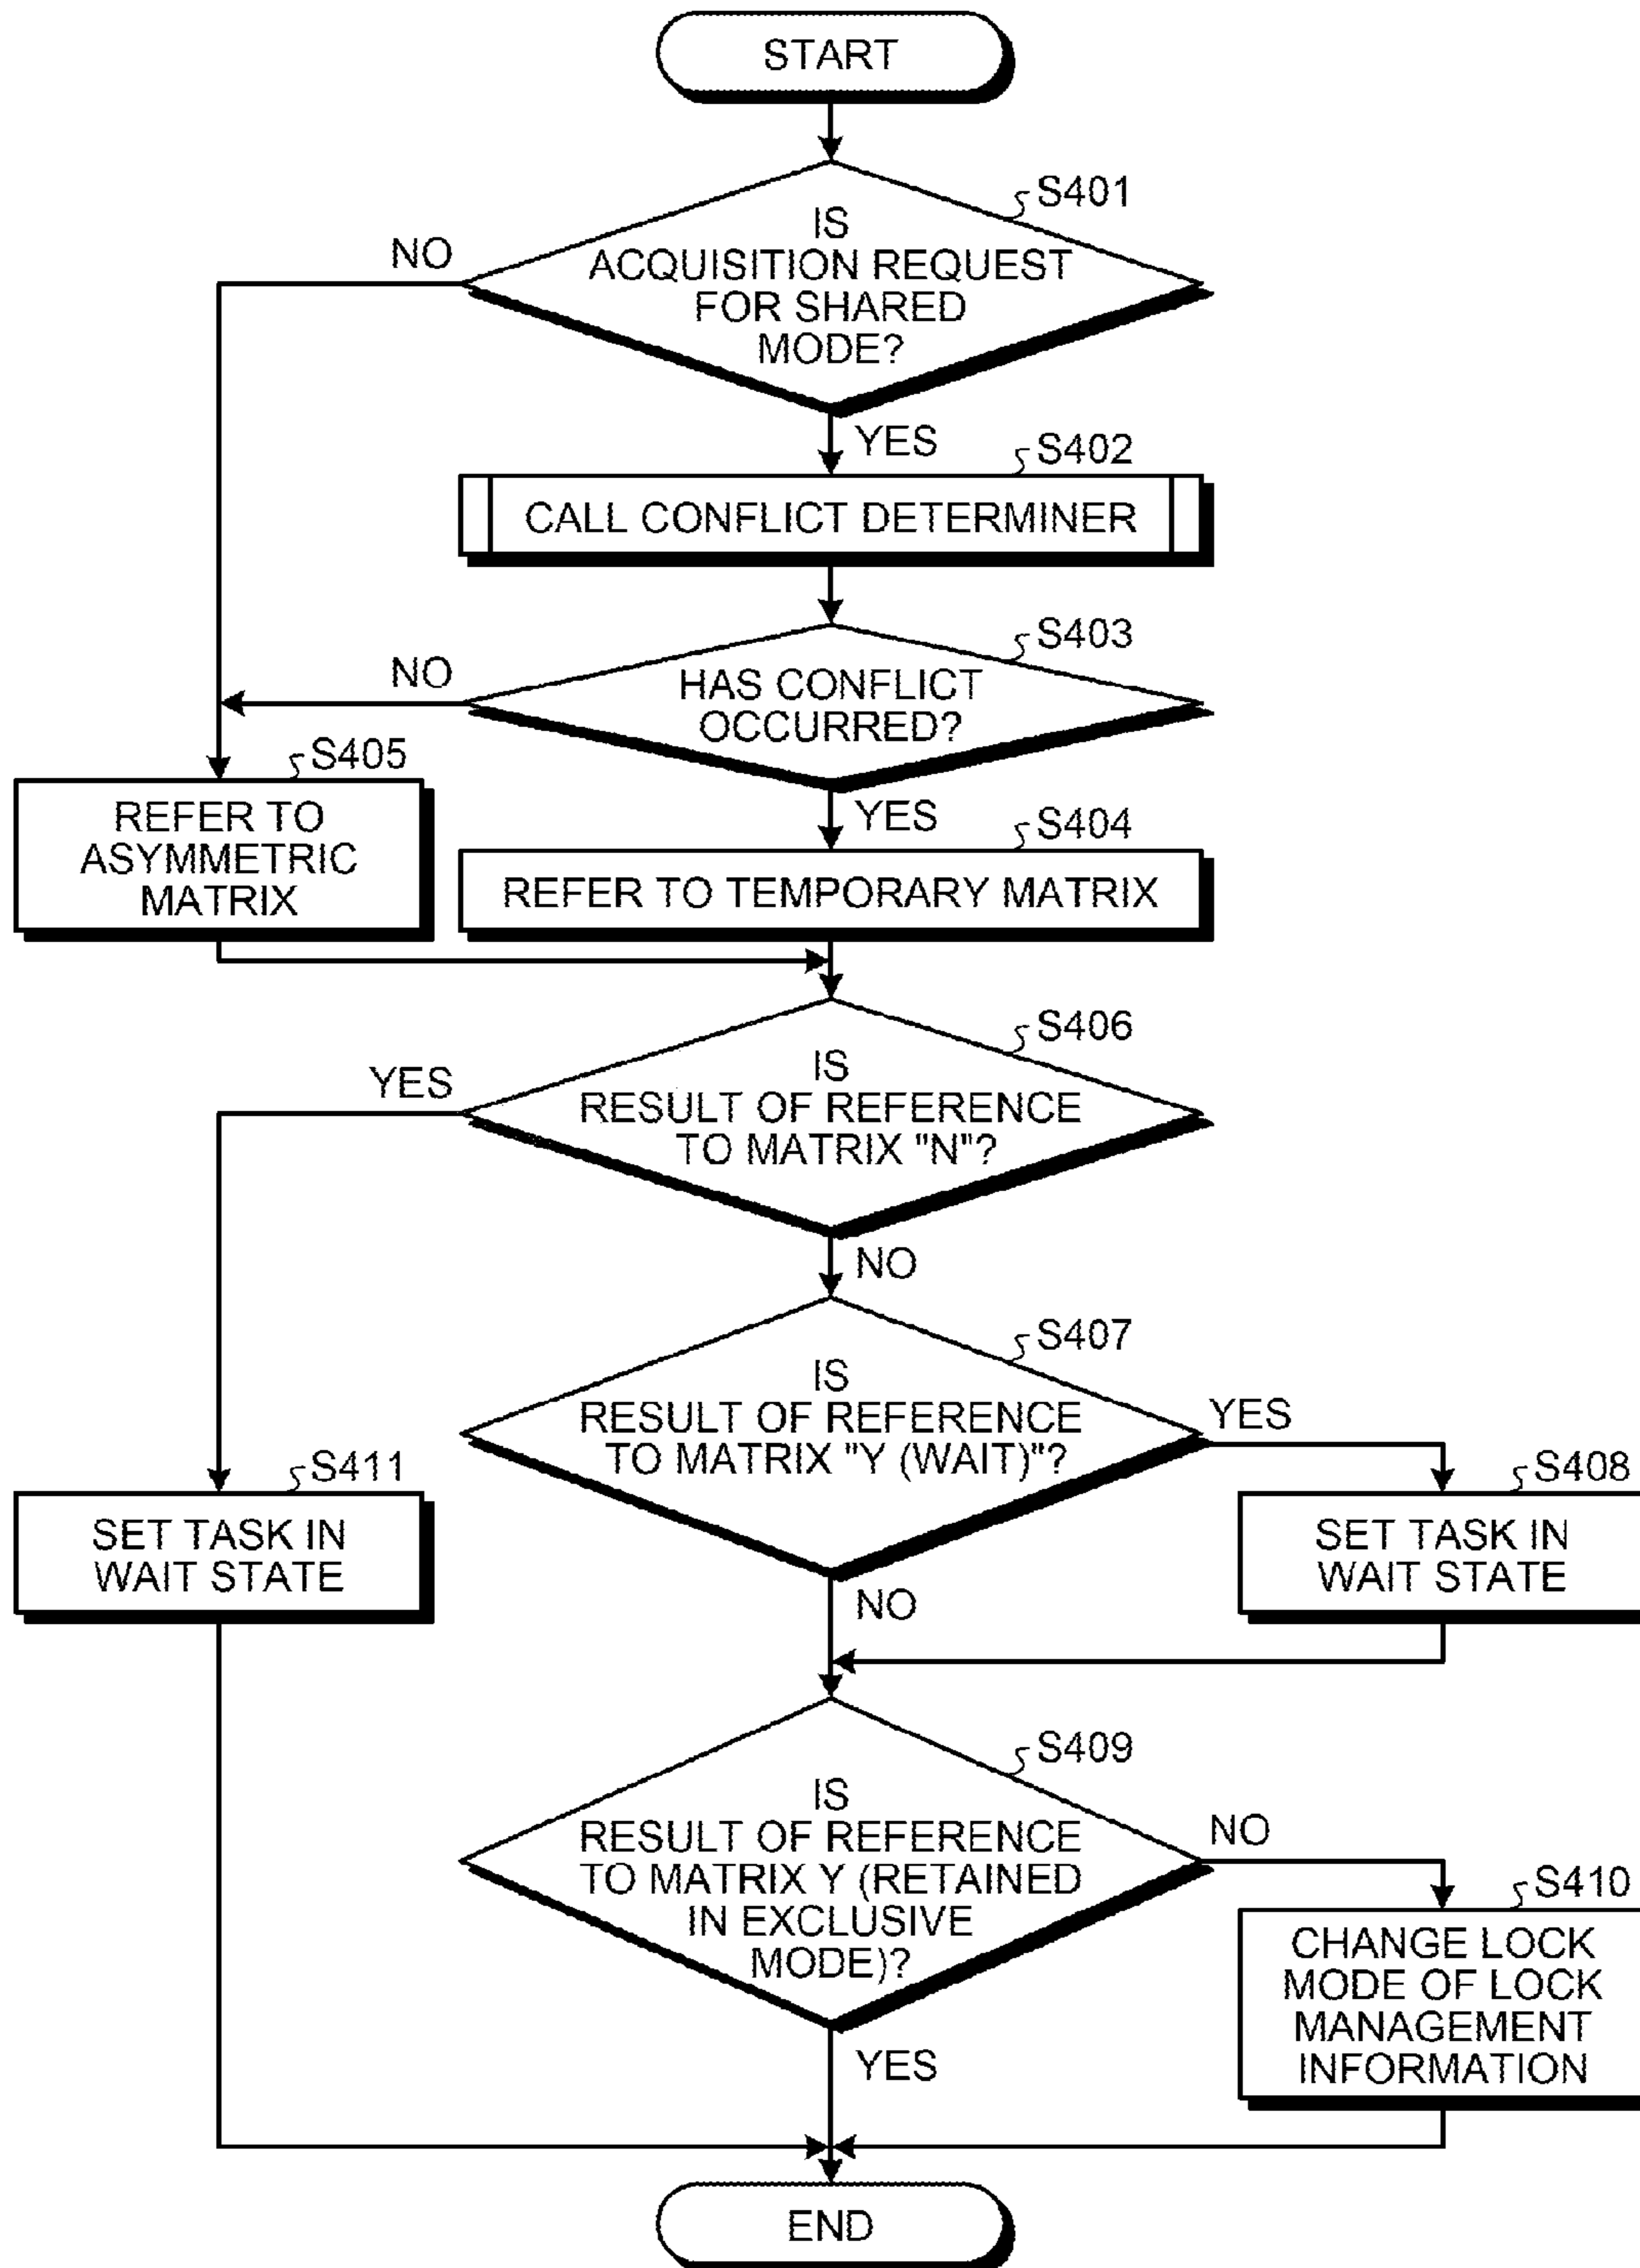 START
S401
IS
ACQUISITION REQUEST
FOR SHARED
MODE?
NO
YES
S402
CALL CONFLICT DETERMINER
S403
HAS CONFLICT
OCCURRED?
NO
YES
S405
REFER TO
ASYMMETRIC
MATRIX
S404
REFER TO TEMPORARY MATRIX
S406
IS
RESULT OF REFERENCE
TO MATRIX "N"?
YES
NO
S407
IS
RESULT OF REFERENCE
TO MATRIX "Y (WAIT)"?
YES
NO
S411
SET TASK IN
WAIT STATE
S408
SET TASK IN
WAIT STATE
S409
IS
RESULT OF REFERENCE
TO MATRIX Y (RETAINED
IN EXCLUSIVE
MODE)?
NO
YES
S410
CHANGE LOCK
MODE OF LOCK
MANAGEMENT
INFORMATION
END